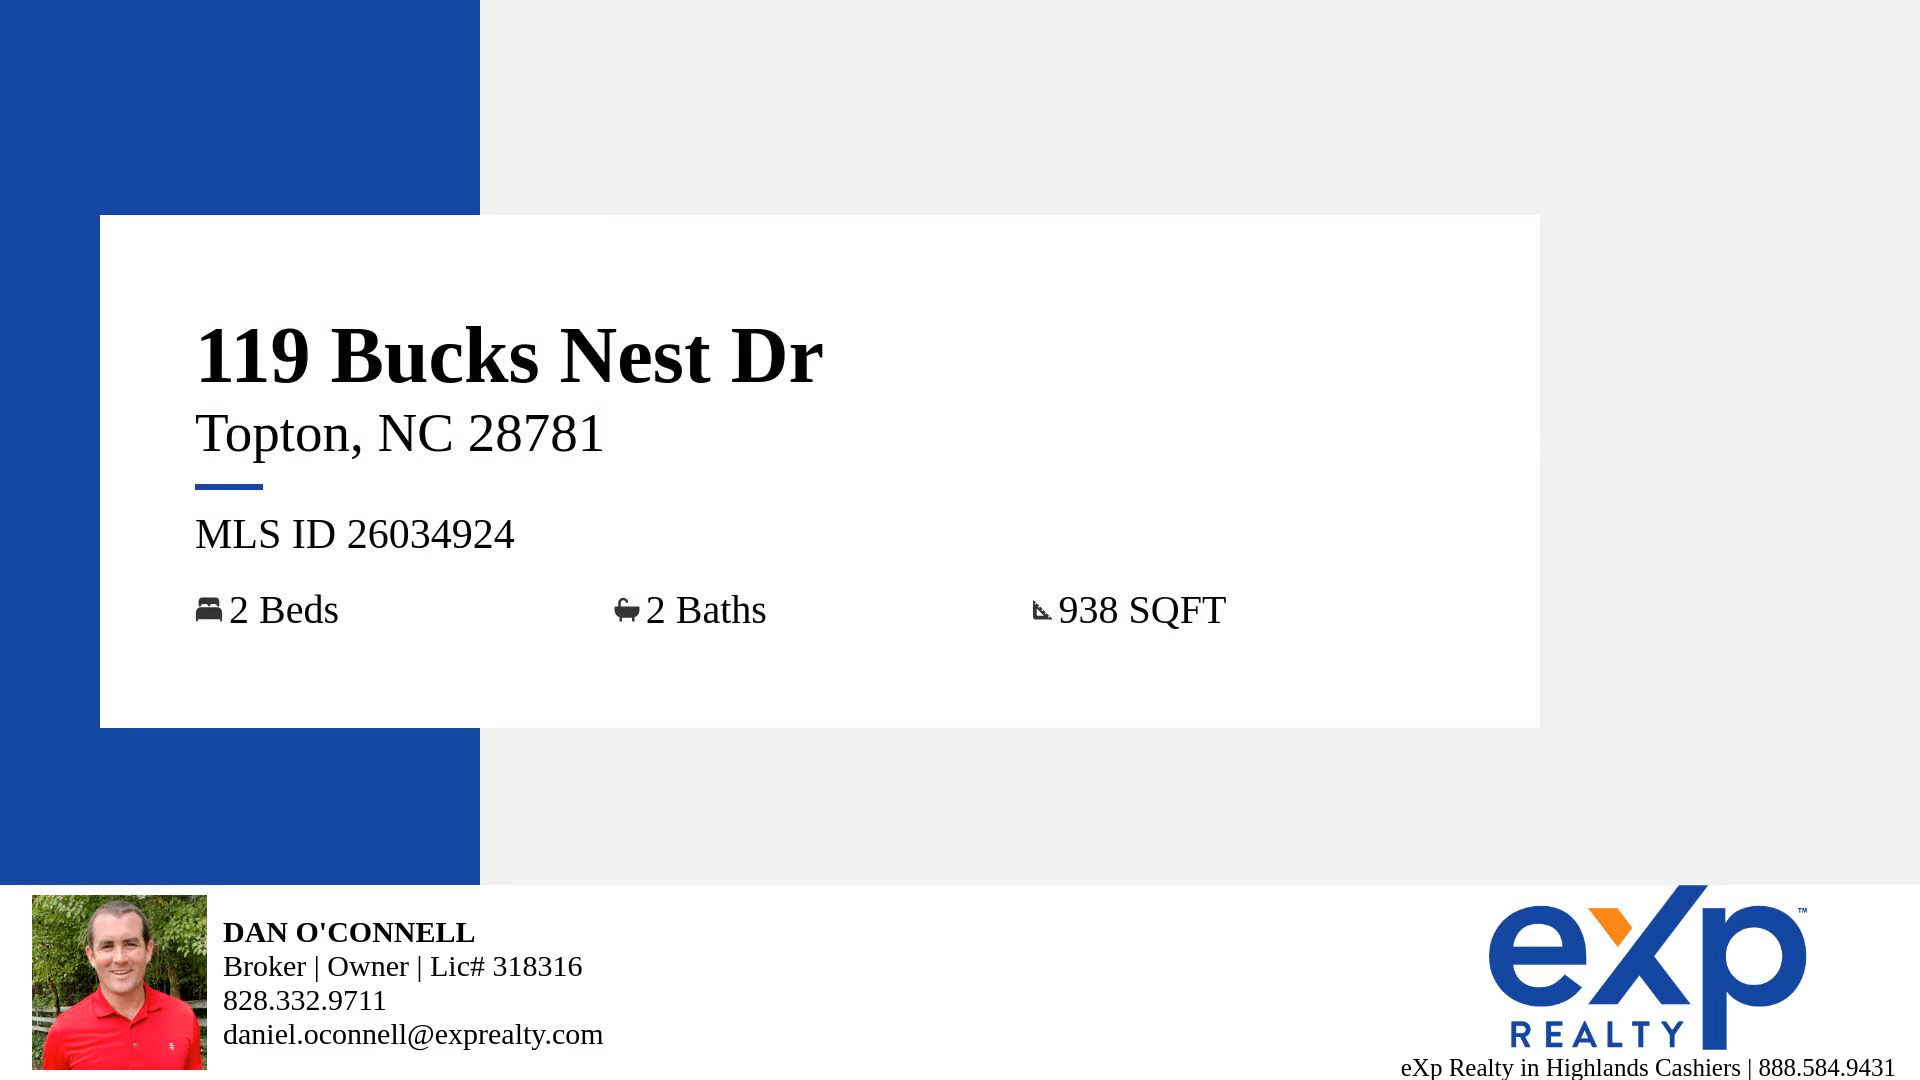 119 Bucks Nest Dr
Topton, NC 28781
MLS ID 26034924
2 Beds
2 Baths
938 SQFT
DAN O'CONNELL
Broker | Owner | Lic# 318316
828.332.9711
daniel.oconnell@exprealty.com
eXp™
REALTY
eXp Realty in Highlands Cashiers | 888.584.9431